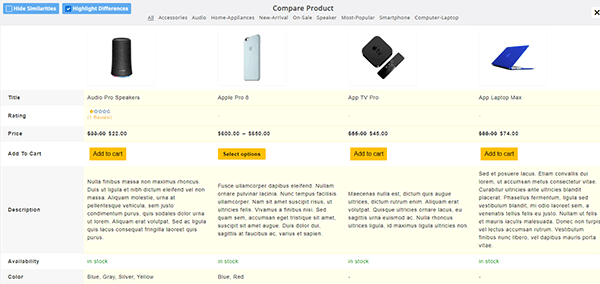 Hide Similarities
Highlight Differences
Compare Product
All Accessories Audio Home-Appliances New-Arrival On-Sale Speaker Most-Popular Smartphone Computer-Laptop
Title Audio Pro Speakers Apple Pro 8 App TV Pro App Laptop Max
Rating
(1 Review) - - -
Price $33.00 $22.00 $600.00 – $650.00 $55.00 $45.00 $88.00 $74.00
Add To Cart Add to cart Select options Add to cart Add to cart
Description
Nulla finibus massa non maximus rhoncus.
Duis ut ligula et nibh dictum eleifend vel non
massa. Aliquam molestie, urna at
pellentesque vehicula, sem justo
condimentum purus, quis sodales dolor urna
ut lorem. Aliquam erat volutpat. Sed ac ligula
quis lacus consequat fringilla laoreet quis
purus.
Fusce ullamcorper dapibus eleifend. Nullam
ornare pulvinar lacinia. Nunc tempus facilisis
ullamcorper. Nam sit amet suscipit risus, ut
ultricies felis. Vivamus a finibus mi. Sed
quam sem, accumsan eget tristique sit amet,
suscipit sit amet augue. Duis dolor dui,
sagittis at faucibus ac, varius et sapien.
Maecenas nulla est, dictum quis augue
ultrices, dictum rutrum enim. Aliquam erat
volutpat. Quisque ultricies ornare lacus, eu
sagittis urna euismod ac. Nulla rhoncus
ultricies ligula, id maximus ligula ultricies non
Sed et posuere lacus. Etiam convallis dui
lorem, ut accumsan metus consectetur vitae.
Curabitur ultricies ante ultricies blandit
placerat. Phasellus fermentum, ligula sed
vestibulum blandit, mi odio laoreet sem, a
venenatis tellus felis eu justo. Nullam ut felis
et mauris iaculis malesuada. Donec non turpis
vel lectus accumsan rutrum. Vestibulum
finibus nunc libero, vel dapibus mauris porta
vitae.
Availability in stock in stock in stock in stock
Color Blue, Gray, Silver, Yellow Blue, Red - -